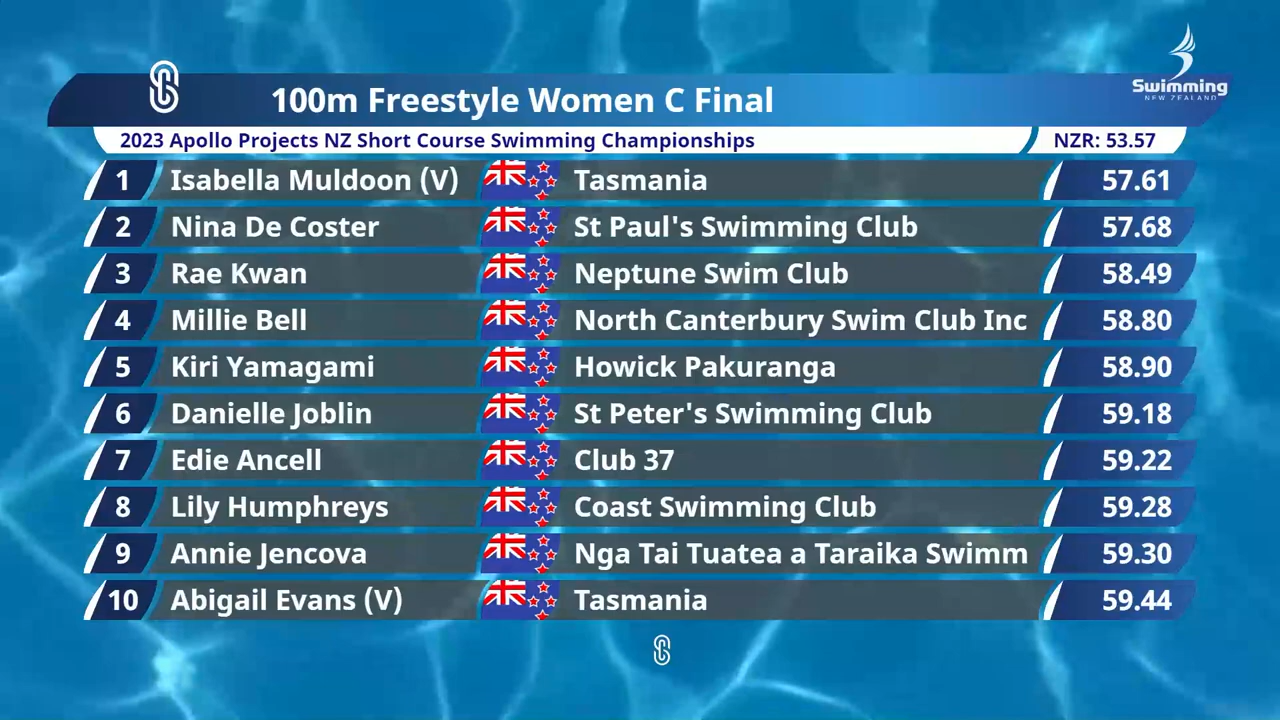 100m Freestyle Women C Final
Swimming
NEW ZEALAND
2023 Apollo Projects NZ Short Course Swimming Championships NZR: 53.57
1 Isabella Muldoon (V) Tasmania 57.61
2 Nina De Coster St Paul's Swimming Club 57.68
3 Rae Kwan Neptune Swim Club 58.49
4 Millie Bell North Canterbury Swim Club Inc 58.80
5 Kiri Yamagami Howick Pakuranga 58.90
6 Danielle Joblin St Peter's Swimming Club 59.18
7 Edie Ancell Club 37 59.22
8 Lily Humphreys Coast Swimming Club 59.28
9 Annie Jencova Nga Tai Tuatea a Taraika Swimm 59.30
10 Abigail Evans (V) Tasmania 59.44